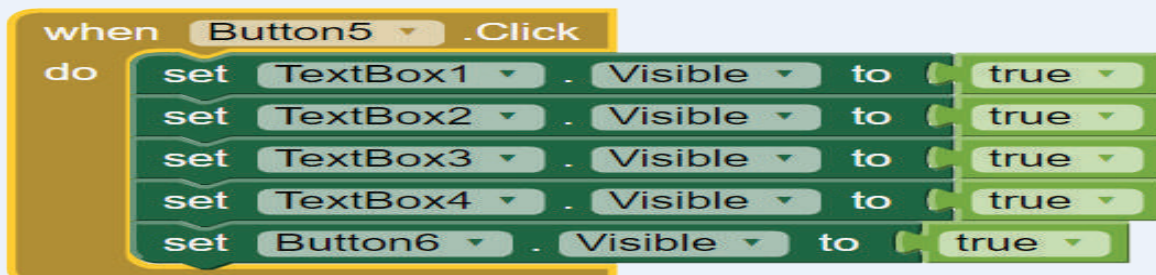 when Button5 .Click
do set TextBox1 . Visible to true
set TextBox2 . Visible to true
set TextBox3 . Visible to true
set TextBox4 . Visible to true
set Button6 . Visible to true